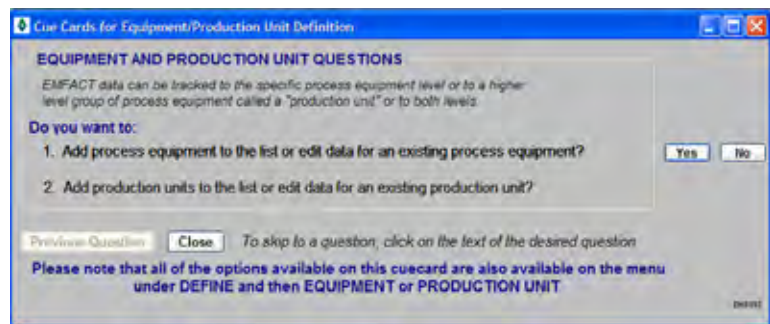 Cue Cards for Equipment/Production Unit Definition
EQUIPMENT AND PRODUCTION UNIT QUESTIONS
EMFACT data can be tracked to the specific process equipment level or to a higher
level group of process equipment called a "production unit" or to both levels.
Do you want to:
1. Add process equipment to the list or edit data for an existing process equipment?
Yes No
2. Add production units to the list or edit data for an existing production unit?
Previous Question Close To skip to a question, click on the text of the desired question
Please note that all of the options available on this cuecard are also available on the menu
under DEFINE and then EQUIPMENT or PRODUCTION UNIT